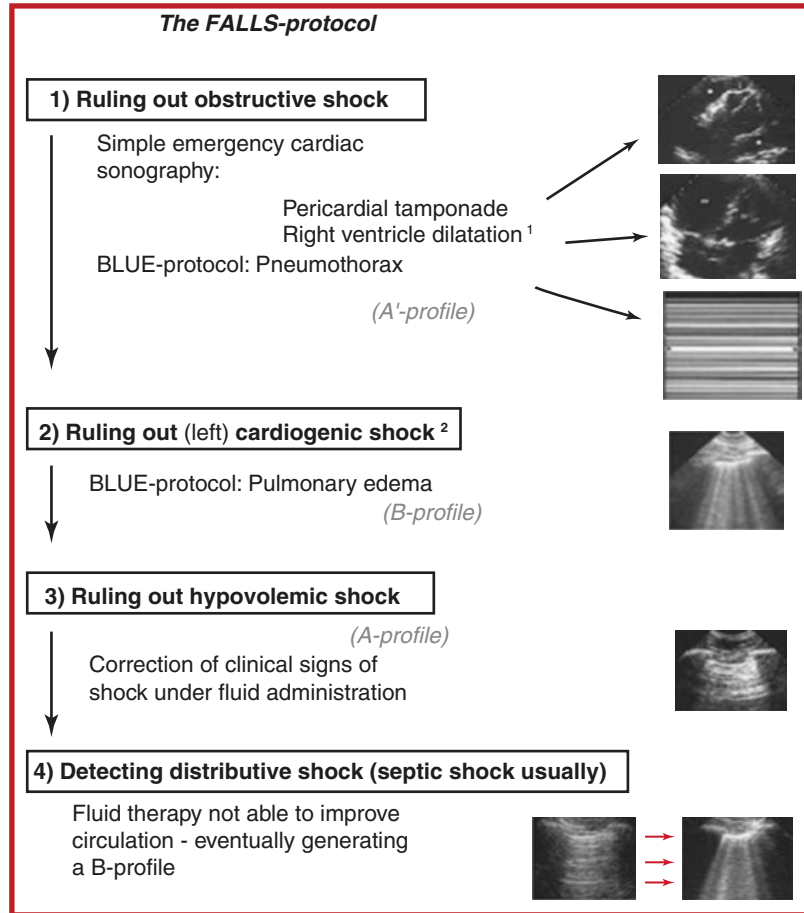 The FALLS-protocol
1) Ruling out obstructive shock
Simple emergency cardiac
sonography:
Pericardial tamponade
Right ventricle dilatation 1
BLUE-protocol: Pneumothorax
(A'-profile)
2) Ruling out (left) cardiogenic shock 2
BLUE-protocol: Pulmonary edema
(B-profile)
3) Ruling out hypovolemic shock
(A-profile)
Correction of clinical signs of
shock under fluid administration
4) Detecting distributive shock (septic shock usually)
Fluid therapy not able to improve
circulation - eventually generating
a B-profile